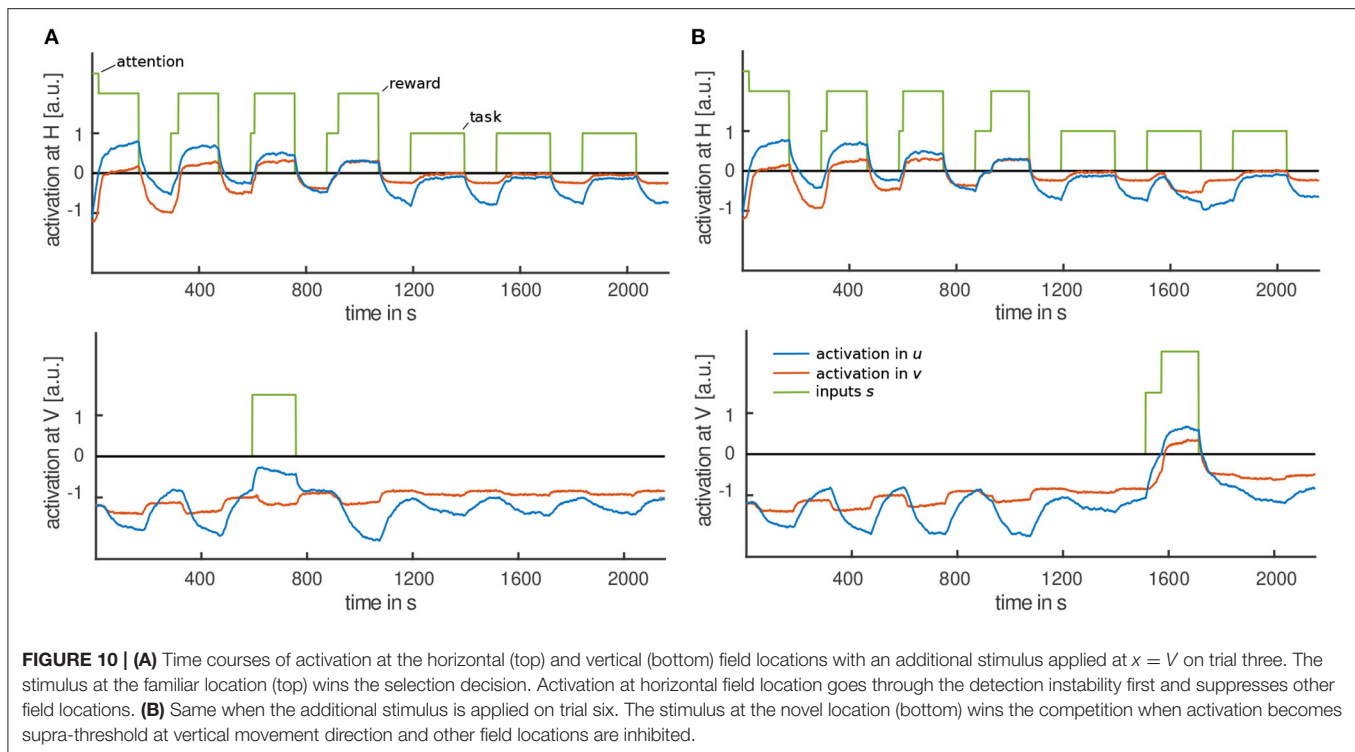 A
activation at H [a.u.]
1
0
-1
attention
reward
task
400 800 1200 1600 2000
time in s
activation at V [a.u.]
1
0
-1
400 800 1200 1600 2000
time in s
B
activation at H [a.u.]
1
0
-1
400 800 1200 1600 2000
time in s
activation at V [a.u.]
1
0
-1
activation in u
activation in v
inputs s
400 800 1200 1600 2000
time in s
FIGURE 10 | (A) Time courses of activation at the horizontal (top) and vertical (bottom) field locations with an additional stimulus applied at x = V on trial three. The
stimulus at the familiar location (top) wins the selection decision. Activation at horizontal field location goes through the detection instability first and suppresses other
field locations. (B) Same when the additional stimulus is applied on trial six. The stimulus at the novel location (bottom) wins the competition when activation becomes
supra-threshold at vertical movement direction and other field locations are inhibited.